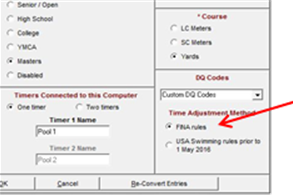 Senior / Open
High School
College
YMCA
Masters
Disabled
Timers Connected to this Computer
One timer
Two timers
Timer 1 Name
Pool 1
Timer 2 Name
Pool 2
* Course
LC Meters
SC Meters
Yards
DQ Codes
Custom DQ Codes
Time Adjustment Method
FINA rules
USA Swimming rules prior to
1 May 2016
OK
Cancel
Re-Convert Entries